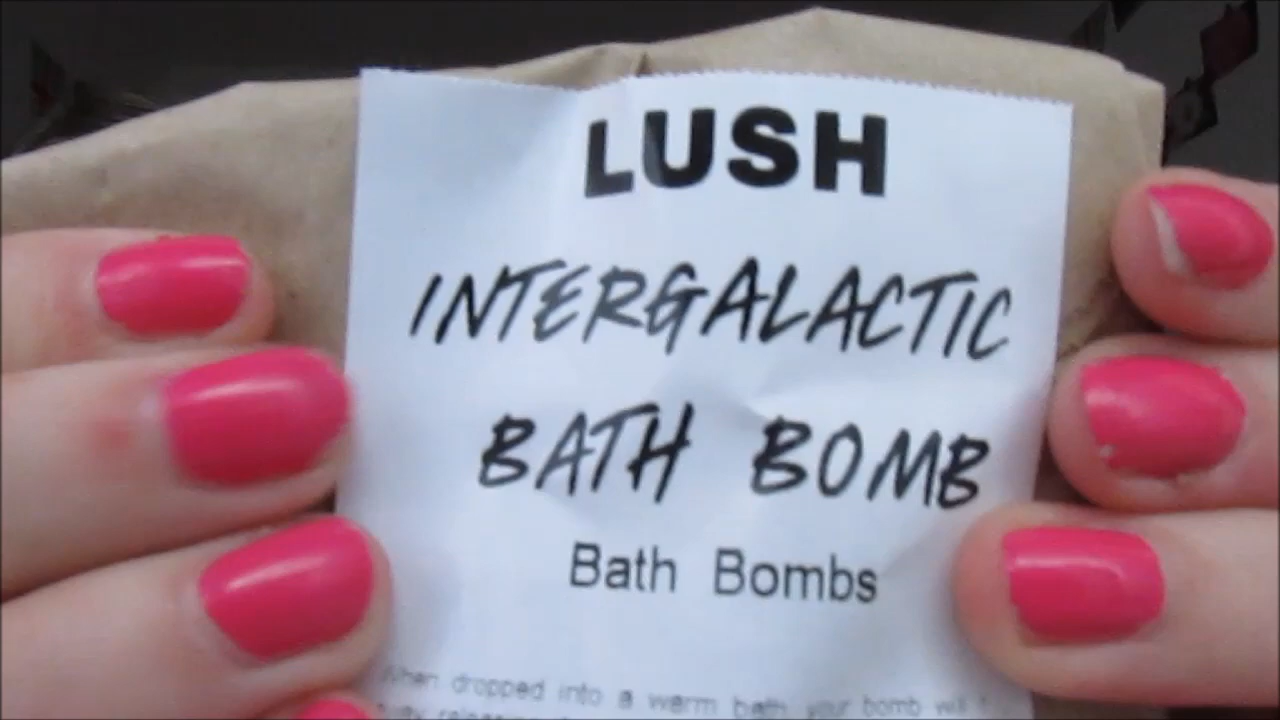 LUSH
INTERGALACTIC
BATH BOMB
Bath Bombs
When dropped into a warm bath, your bomb will